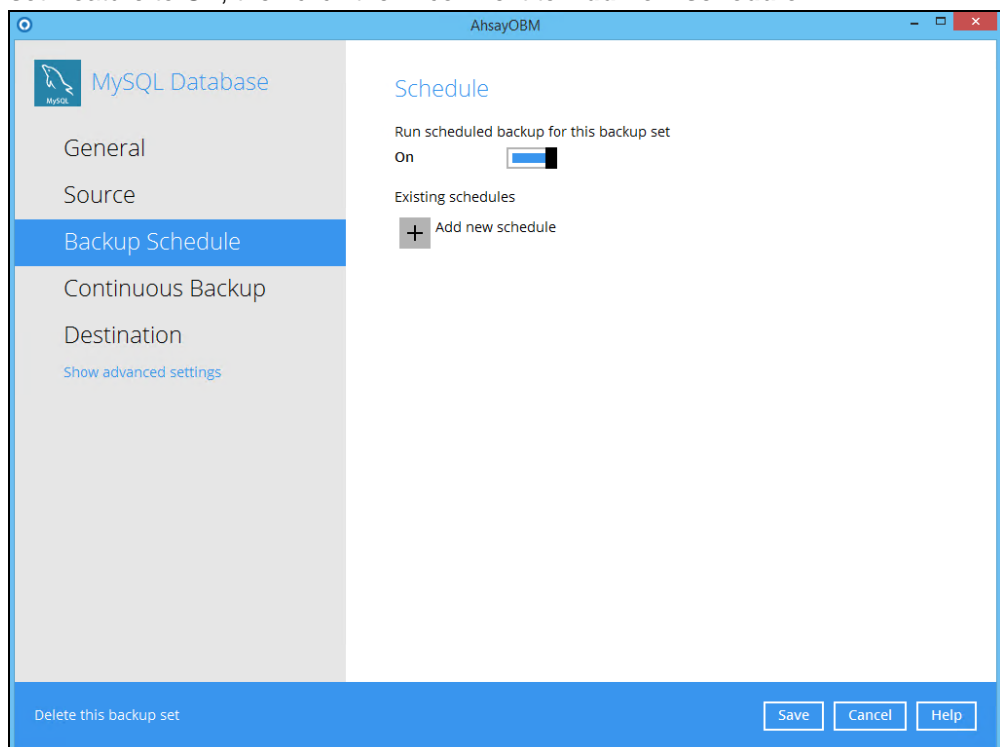 AhsayOBM
MySQL Database
MySQL
General
Source
Backup Schedule
Continuous Backup
Destination
Show advanced settings
Schedule
Run scheduled backup for this backup set
On
Existing schedules
Add new schedule
Delete this backup set
Save
Cancel
Help